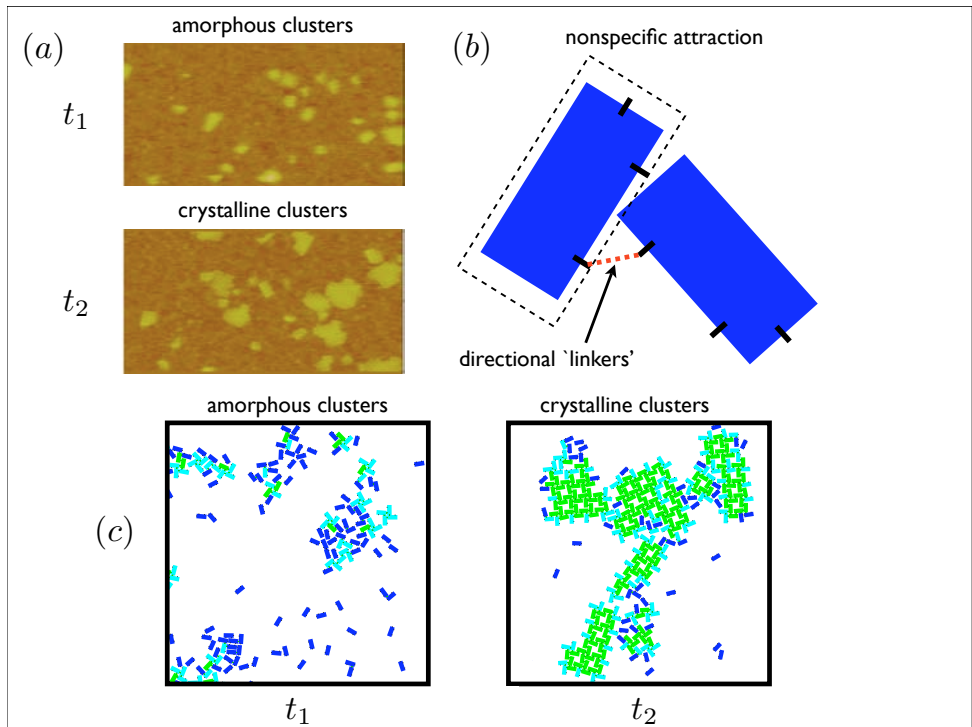 amorphous clusters
(a)
t₁
crystalline clusters
t₂
(b)
nonspecific attraction
directional `linkers'
amorphous clusters
crystalline clusters
(c)
t₁
t₂